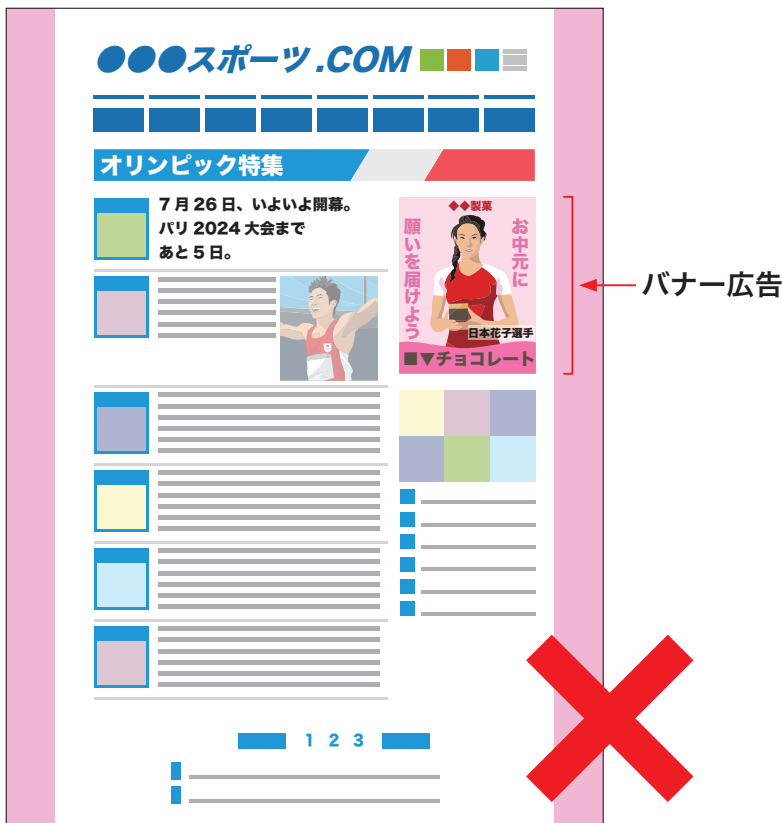 ●●●スポーツ.COM
オリンピック特集
7月26日、いよいよ開幕。
パリ2024大会まで
あと5日。
◆◆製菓
お中元に
願いを届けよう
日本花子選手
■▼チョコレート
バナー広告
1 2 3